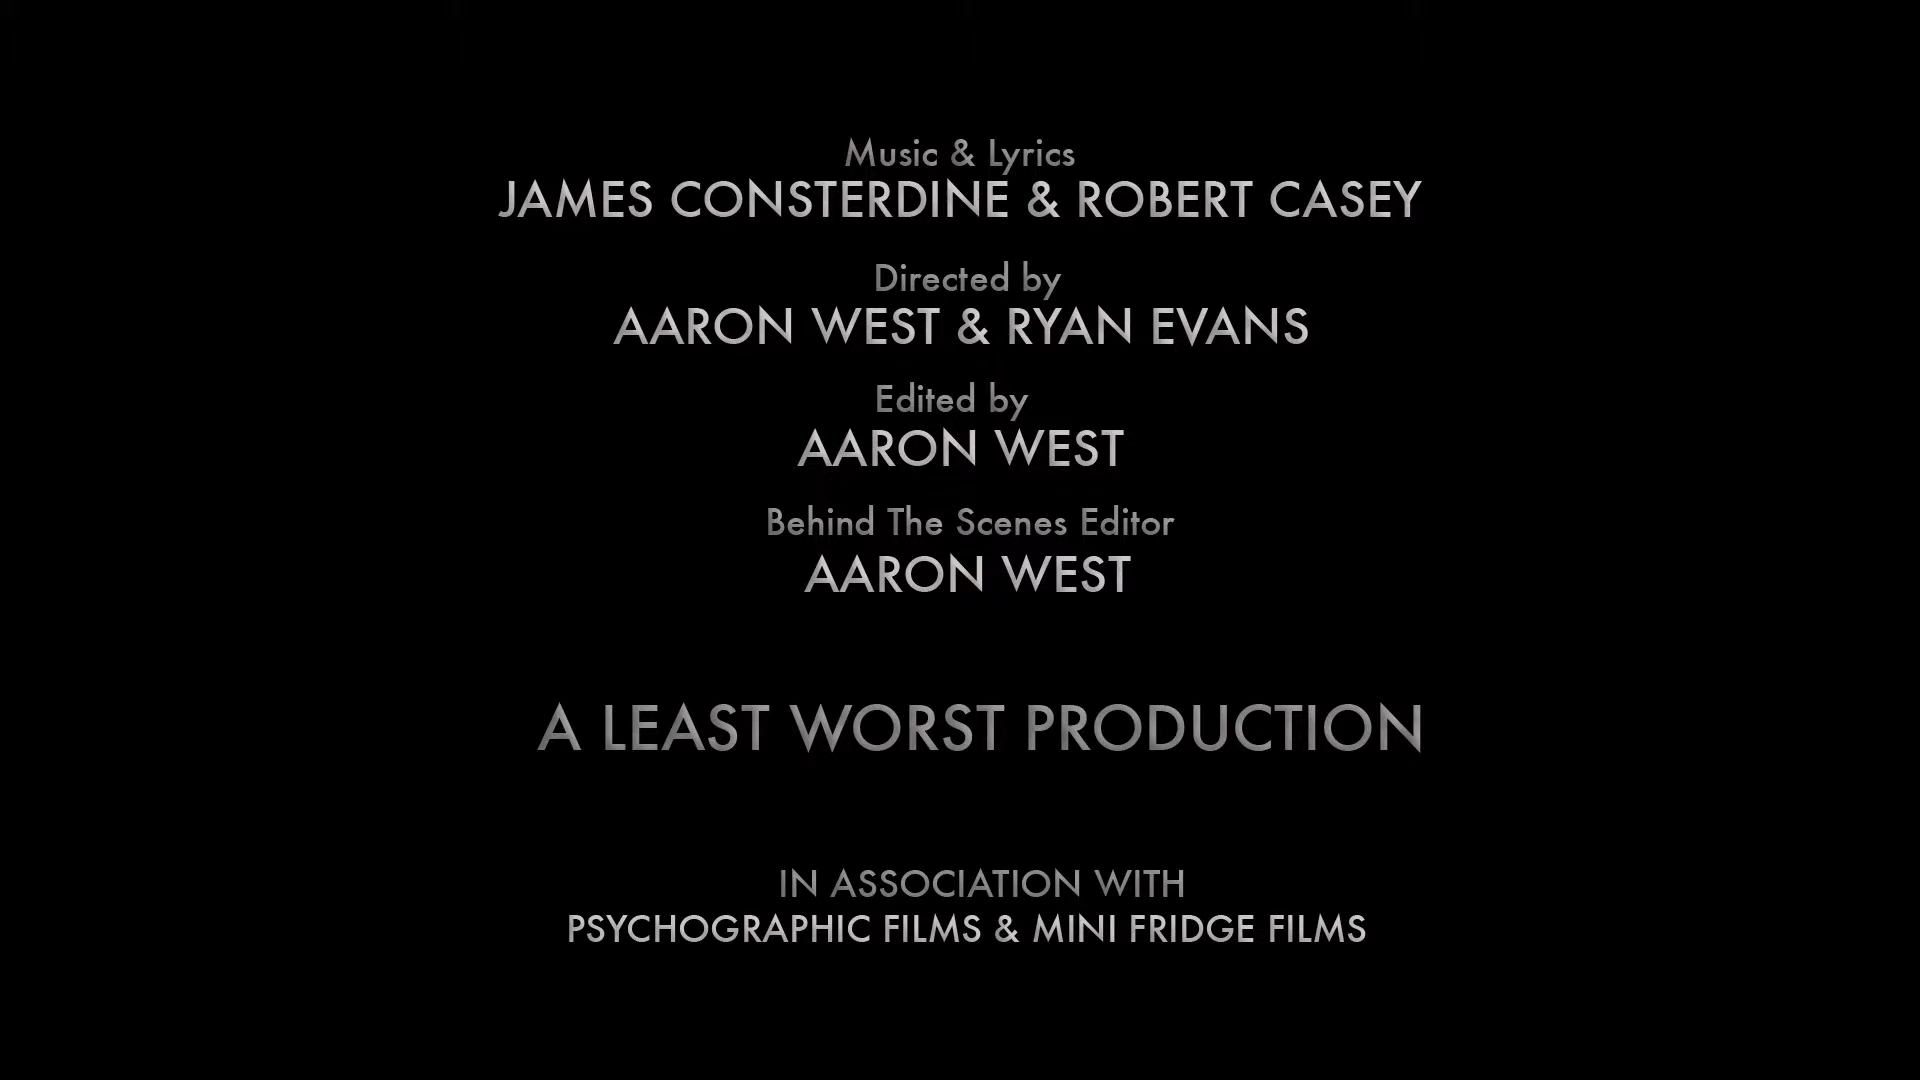 Music & Lyrics
JAMES CONSTERDINE & ROBERT CASEY
Directed by
AARON WEST & RYAN EVANS
Edited by
AARON WEST
Behind The Scenes Editor
AARON WEST
A LEAST WORST PRODUCTION
IN ASSOCIATION WITH
PSYCHOGRAPHIC FILMS & MINI FRIDGE FILMS